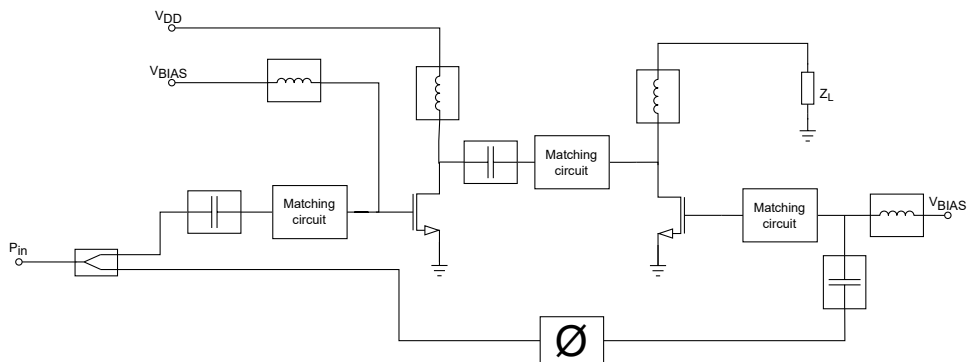 VDD
VBIAS
ZL
Matching
circuit
Matching
circuit
Matching
circuit
VBIAS
Pin
Ø